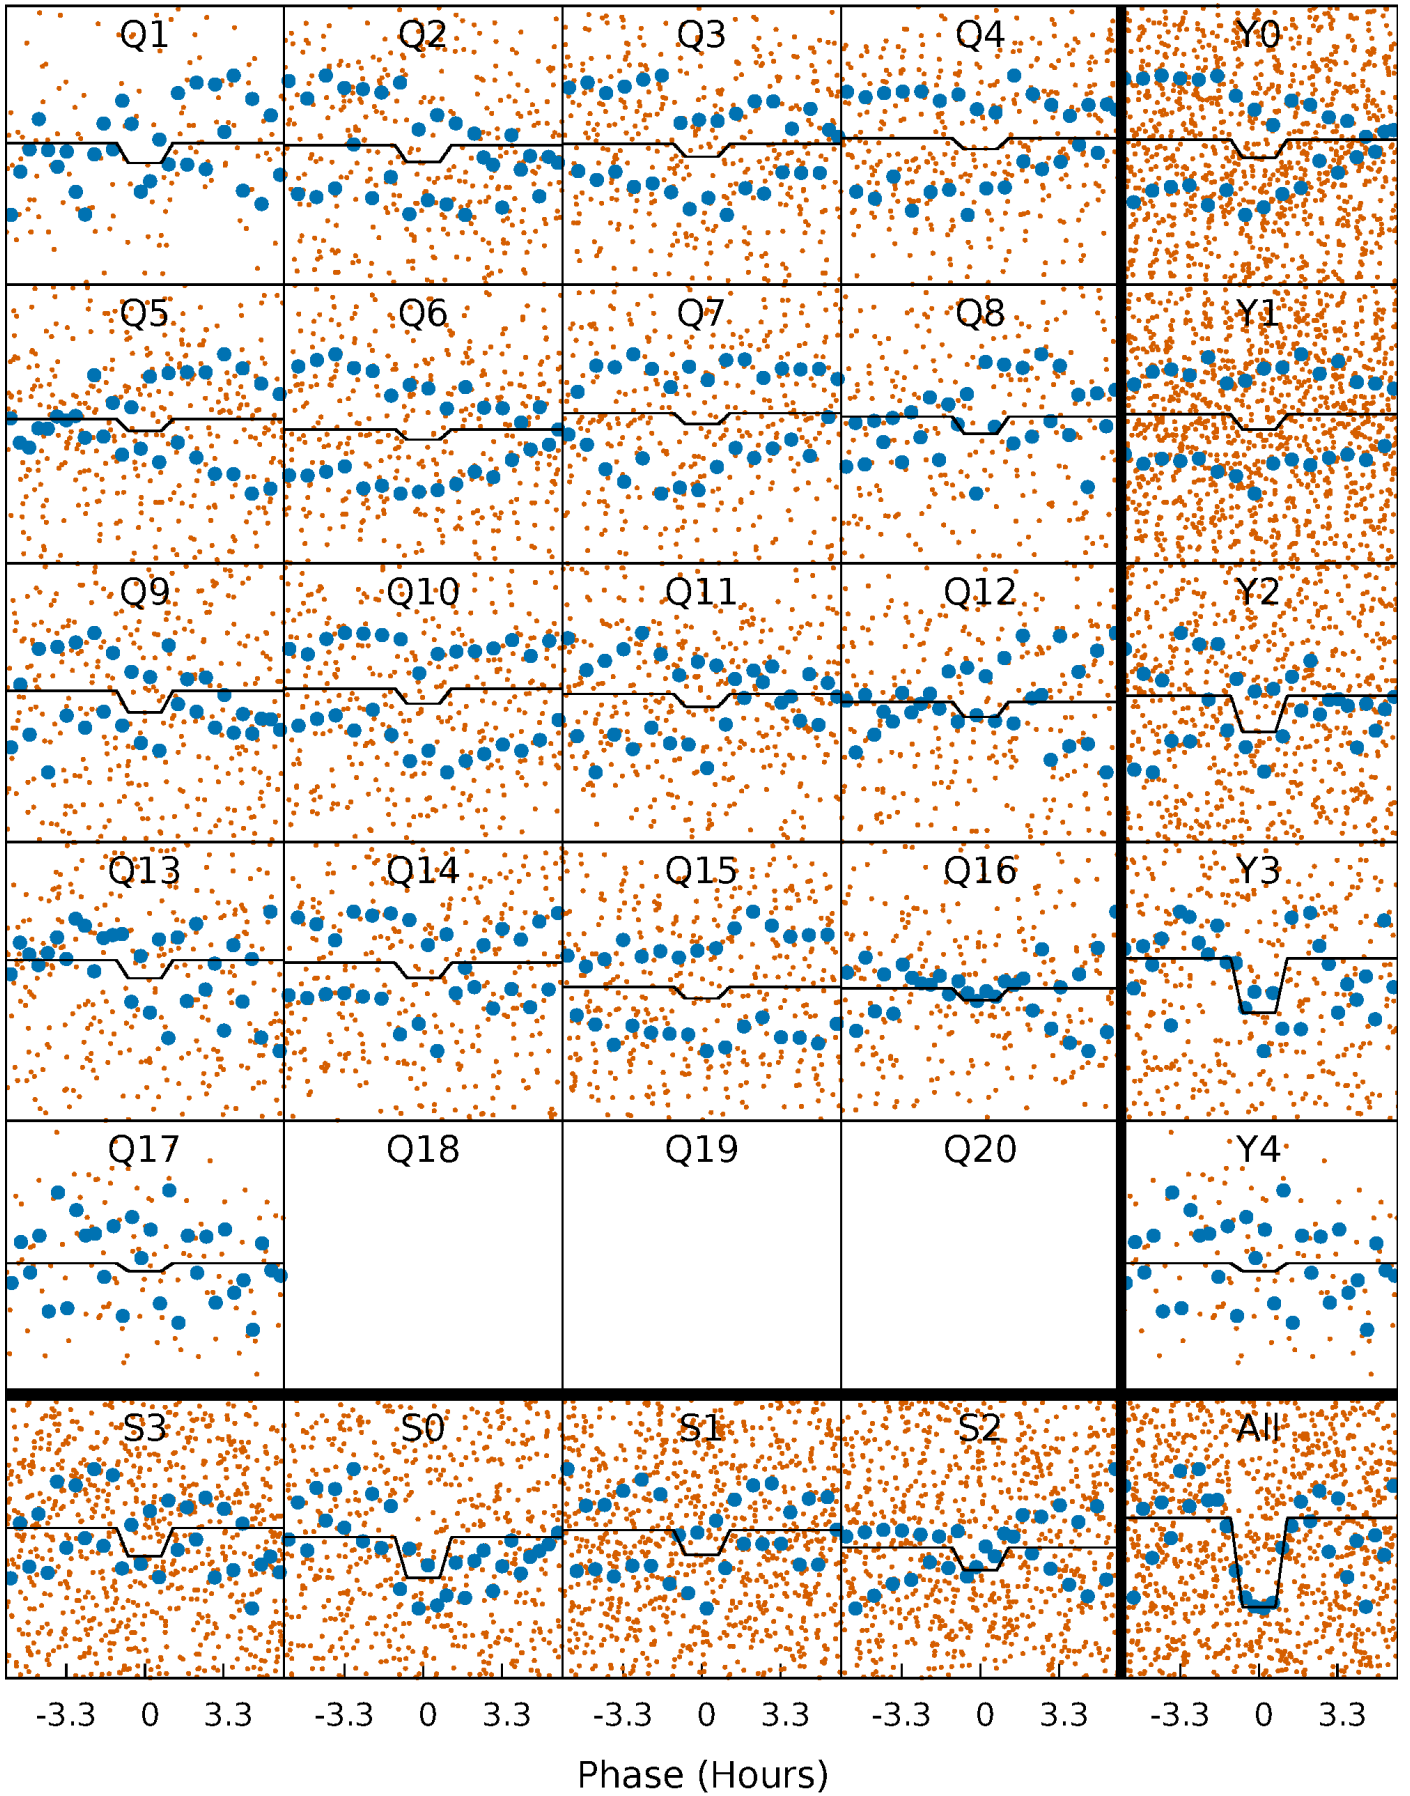 Q1 Q2 Q3 Q4 Y0
Q5 Q6 Q7 Q8 Y1
Q9 Q10 Q11 Q12 Y2
Q13 Q14 Q15 Q16 Y3
Q17 Q18 Q19 Q20 Y4
S3 S0 S1 S2 All
-3.3 0 3.3 -3.3 0 3.3 -3.3 0 3.3 -3.3 0 3.3 -3.3 0 3.3
Phase (Hours)